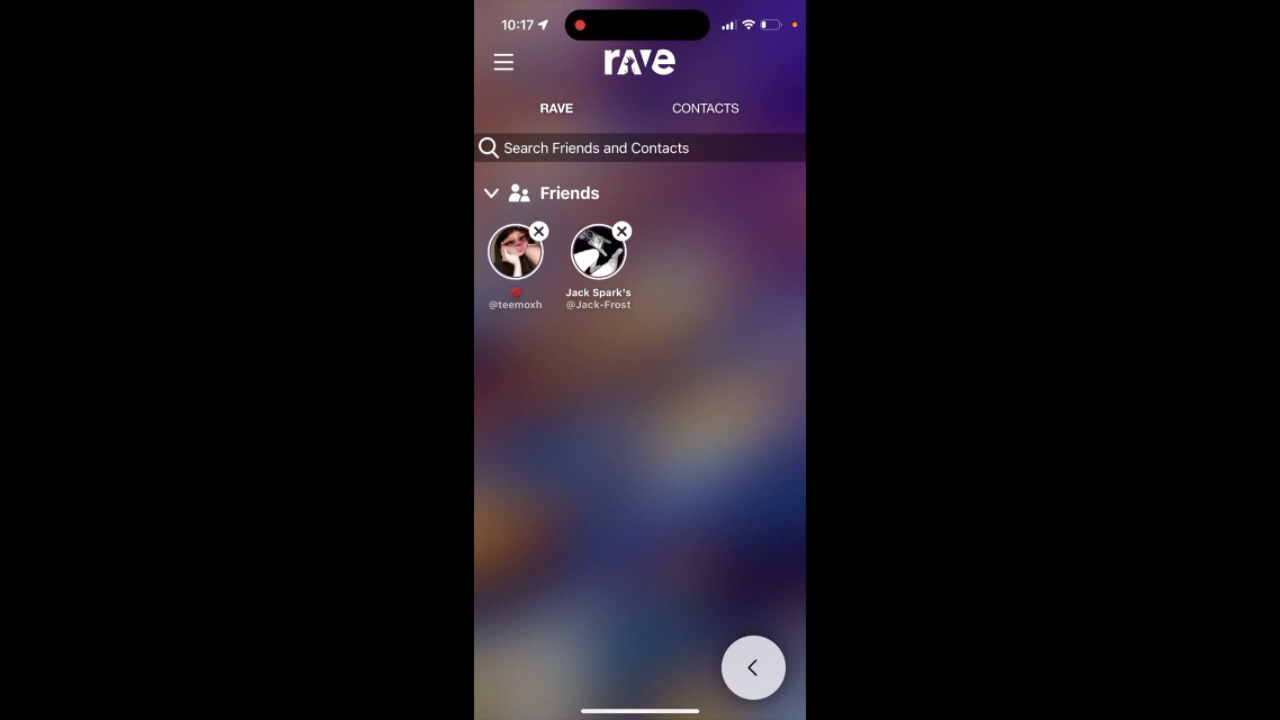 10:17
rave
RAVE
CONTACTS
Search Friends and Contacts
Friends
@teemoxh
Jack Spark's
@Jack-Frost